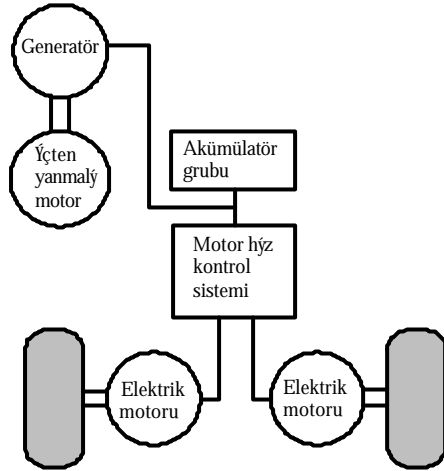 Generatör
Ýçten
yanmalý
motor
Akümülatör
grubu
Motor hýz
kontrol
sistemi
Elektrik
motoru
Elektrik
motoru